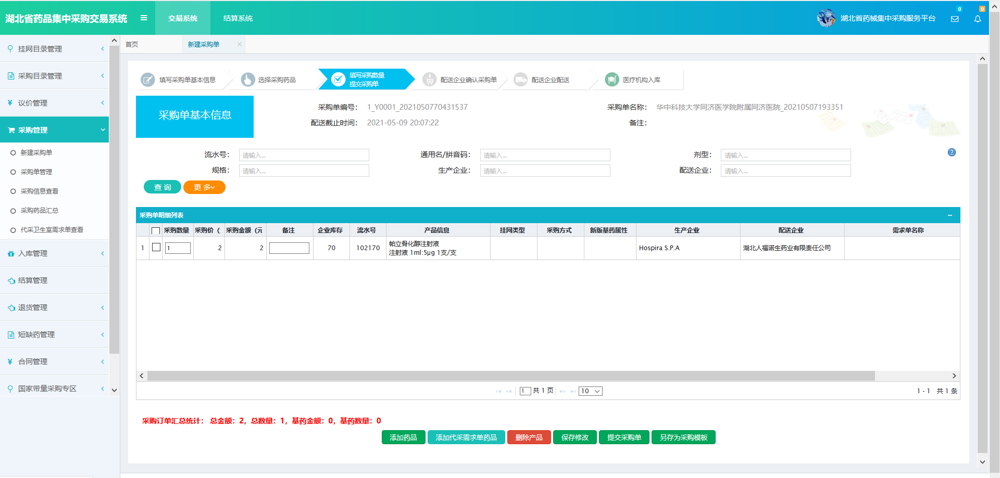 湖北省药品集中采购交易系统
交易系统
结算系统
湖北省药械集中采购服务平台
0
0
挂网目录管理
采购目录管理
议价管理
采购管理
新建采购单
采购单管理
采购信息查看
采购药品汇总
代采卫生室需求单查看
入库管理
结算管理
退货管理
短缺药管理
合同管理
国家带量采购专区
首页
新建采购单
填写采购单基本信息
选择采购药品
填写采购数量
提交采购单
配送企业确认采购单
配送企业配送
医疗机构入库
采购单基本信息
采购单编号： 1_Y0001_2021050770431537
采购单名称： 华中科技大学同济医学院附属同济医院_20210507193351
配送截止时间： 2021-05-09 20:07:22
备注：
流水号： 请输入...
通用名/拼音码： 请输入...
剂型： 请输入...
规格： 请输入...
生产企业： 请输入...
配送企业： 请输入...
查 询
更 多
采购单明细列表
采购数量 采购价（ 采购金额（元 备注 企业库存 流水号 产品信息 挂网类型 采购方式 新版基药属性 生产企业 配送企业 需求单名称
1 1 2 2 70 102170 帕立骨化醇注射液
注射液 1ml:5μg 1支/支
Hospira S.P.A 湖北人福诺生药业有限责任公司
1 共 1 页 10
1 - 1 共 1 条
采购订单汇总统计： 总金额：2，总数量：1，基药金额：0，基药数量：0
添加药品
添加代采需求单药品
删除产品
保存修改
提交采购单
另存为采购模板